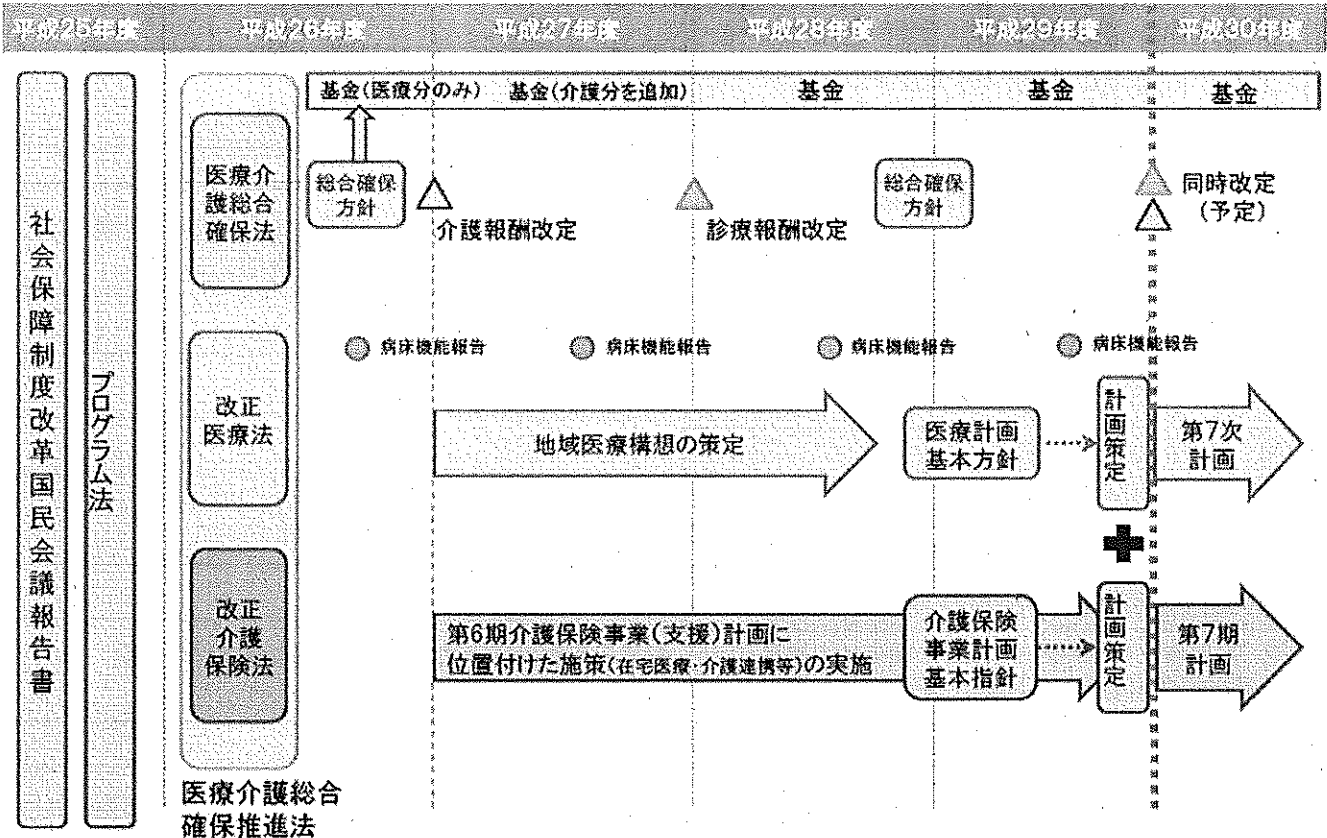 平成25年度
平成26年度
平成27年度
平成28年度
平成29年度
平成30年度
基金(医療分のみ)
基金(介護分を追加)
基金
基金
基金
社会保障制度改革国民会議報告書
プログラム法
医療介
護総合
確保法
総合確保
方針
介護報酬改定
診療報酬改定
総合確保
方針
同時改定
(予定)
病床機能報告
病床機能報告
病床機能報告
病床機能報告
改正
医療法
地域医療構想の策定
医療計画
基本方針
計画策定
第7次
計画
改正
介護
保険法
第6期介護保険事業(支援)計画に
位置付けた施策(在宅医療・介護連携等)の実施
介護保険
事業計画
基本指針
計画策定
第7期
計画
医療介護総合
確保推進法